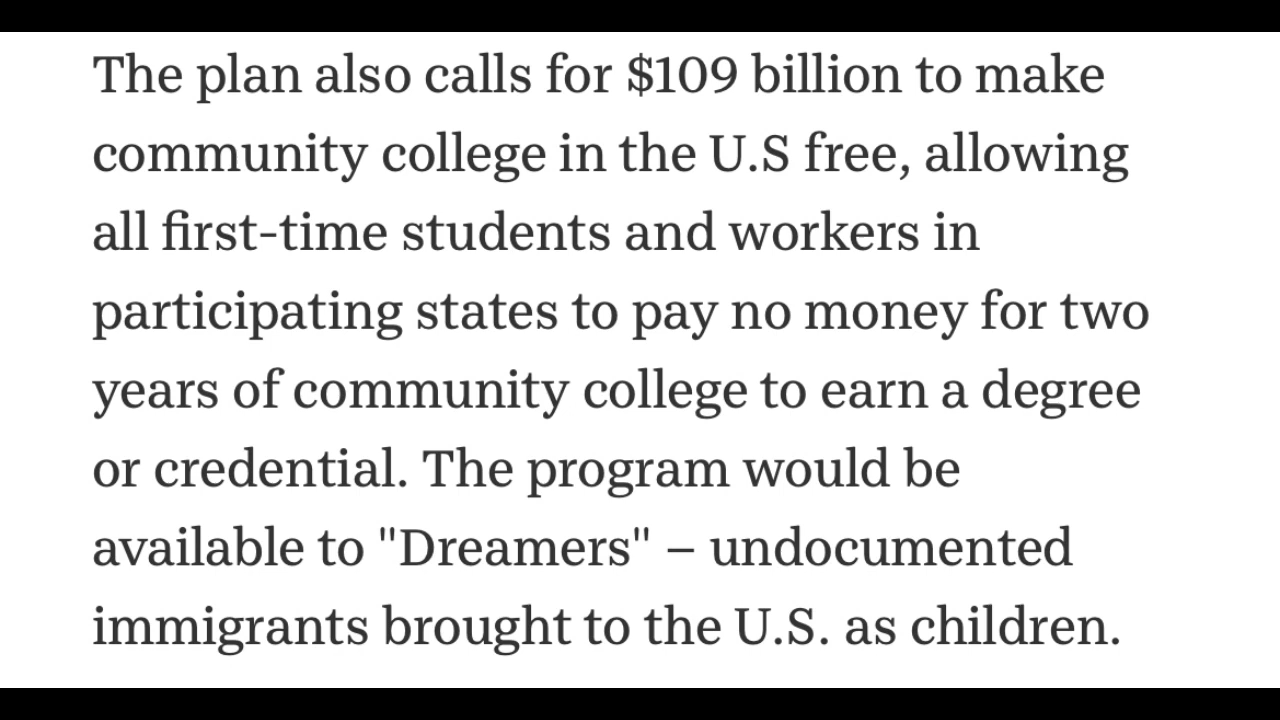 The plan also calls for $109 billion to make
community college in the U.S free, allowing
all first-time students and workers in
participating states to pay no money for two
years of community college to earn a degree
or credential. The program would be
available to "Dreamers" – undocumented
immigrants brought to the U.S. as children.